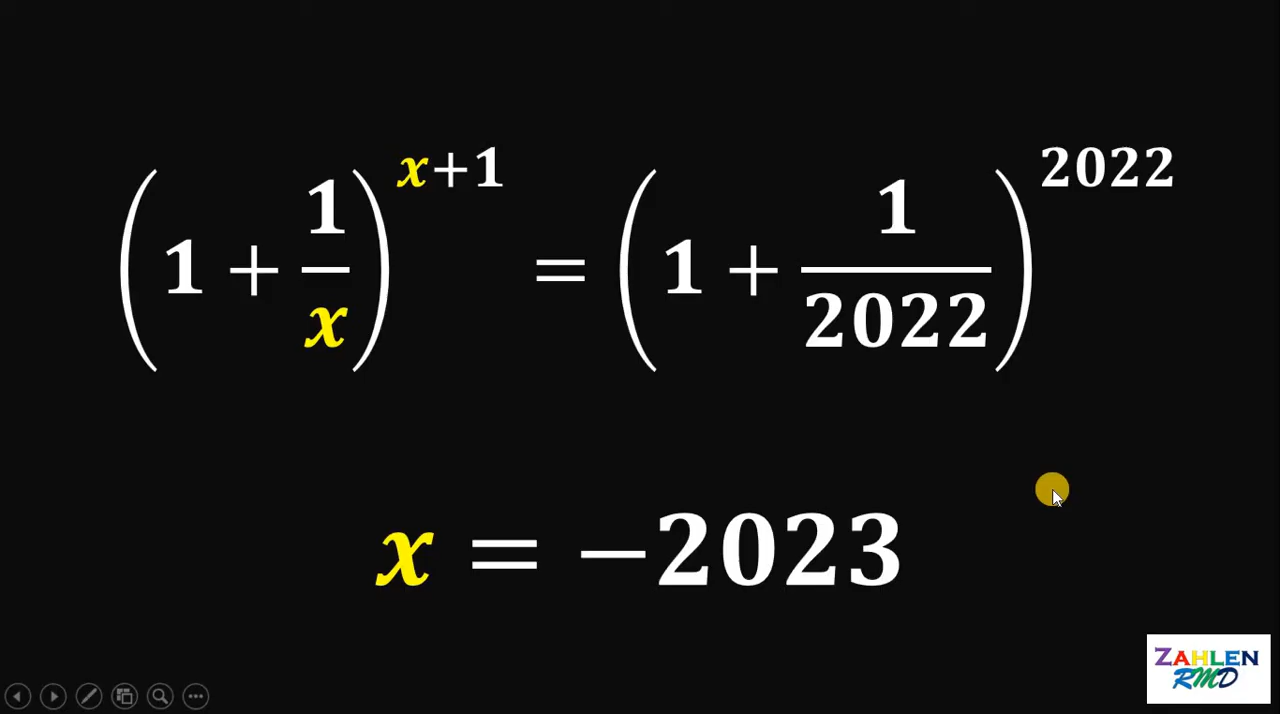 (1 + 1/x)^(x+1) = (1 + 1/2022)^2022
x = −2023
ZAHLEN
RMD